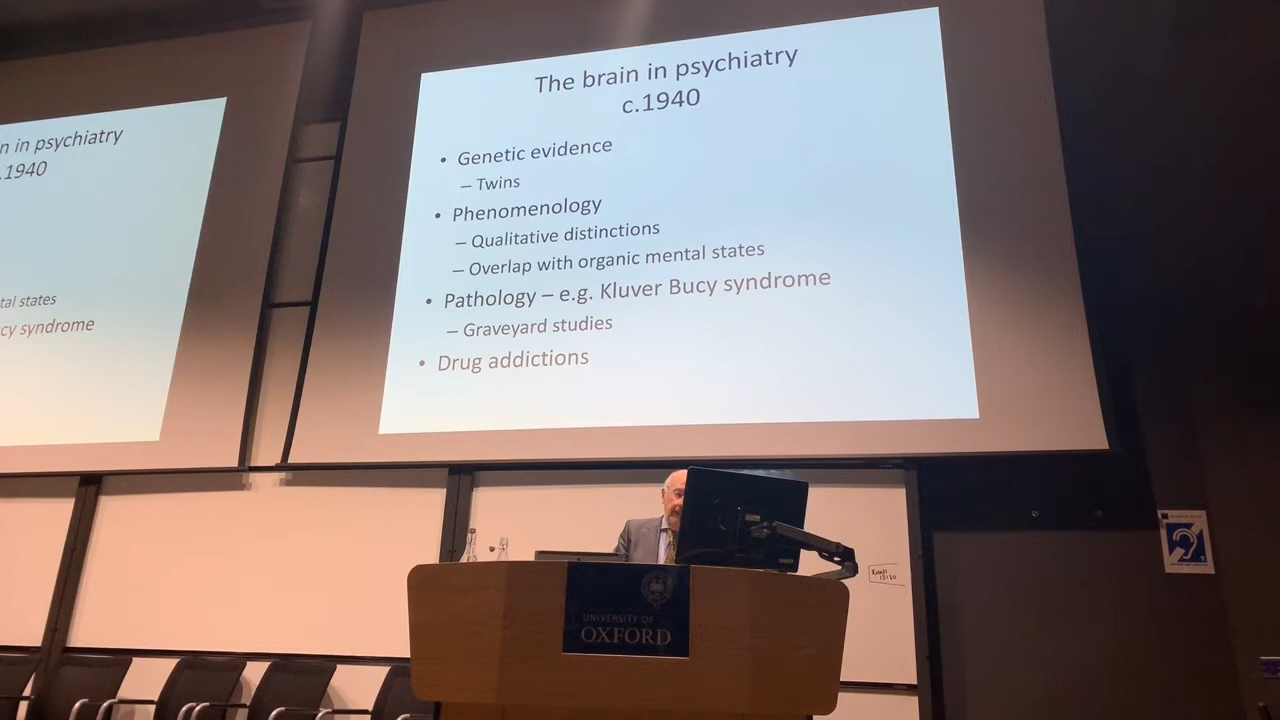 n in psychiatry
.1940
tal states
cy syndrome
The brain in psychiatry
c.1940
• Genetic evidence
– Twins
• Phenomenology
– Qualitative distinctions
– Overlap with organic mental states
• Pathology – e.g. Kluver Bucy syndrome
– Graveyard studies
• Drug addictions
UNIVERSITY OF
OXFORD